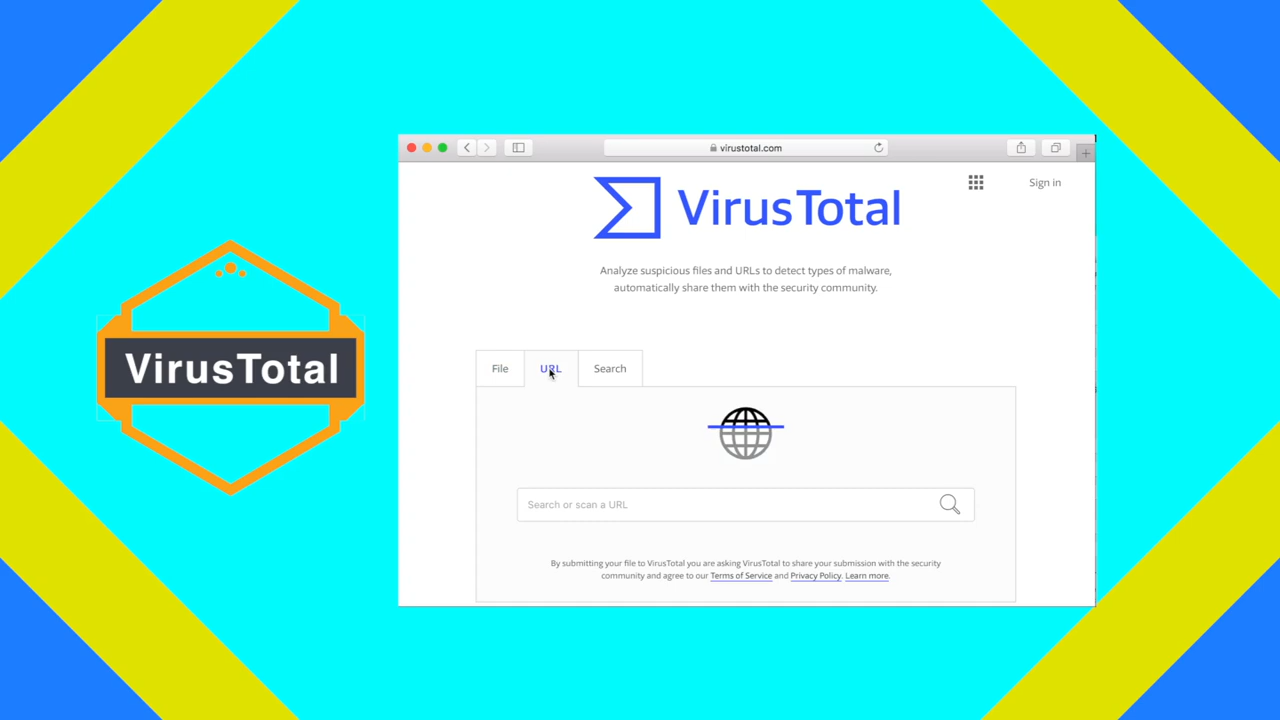 virustotal.com
VirusTotal
Sign in
Analyze suspicious files and URLs to detect types of malware,
automatically share them with the security community.
VirusTotal
File
URL
Search
Search or scan a URL
By submitting your file to VirusTotal you are asking VirusTotal to share your submission with the security
community and agree to our Terms of Service and Privacy Policy. Learn more.